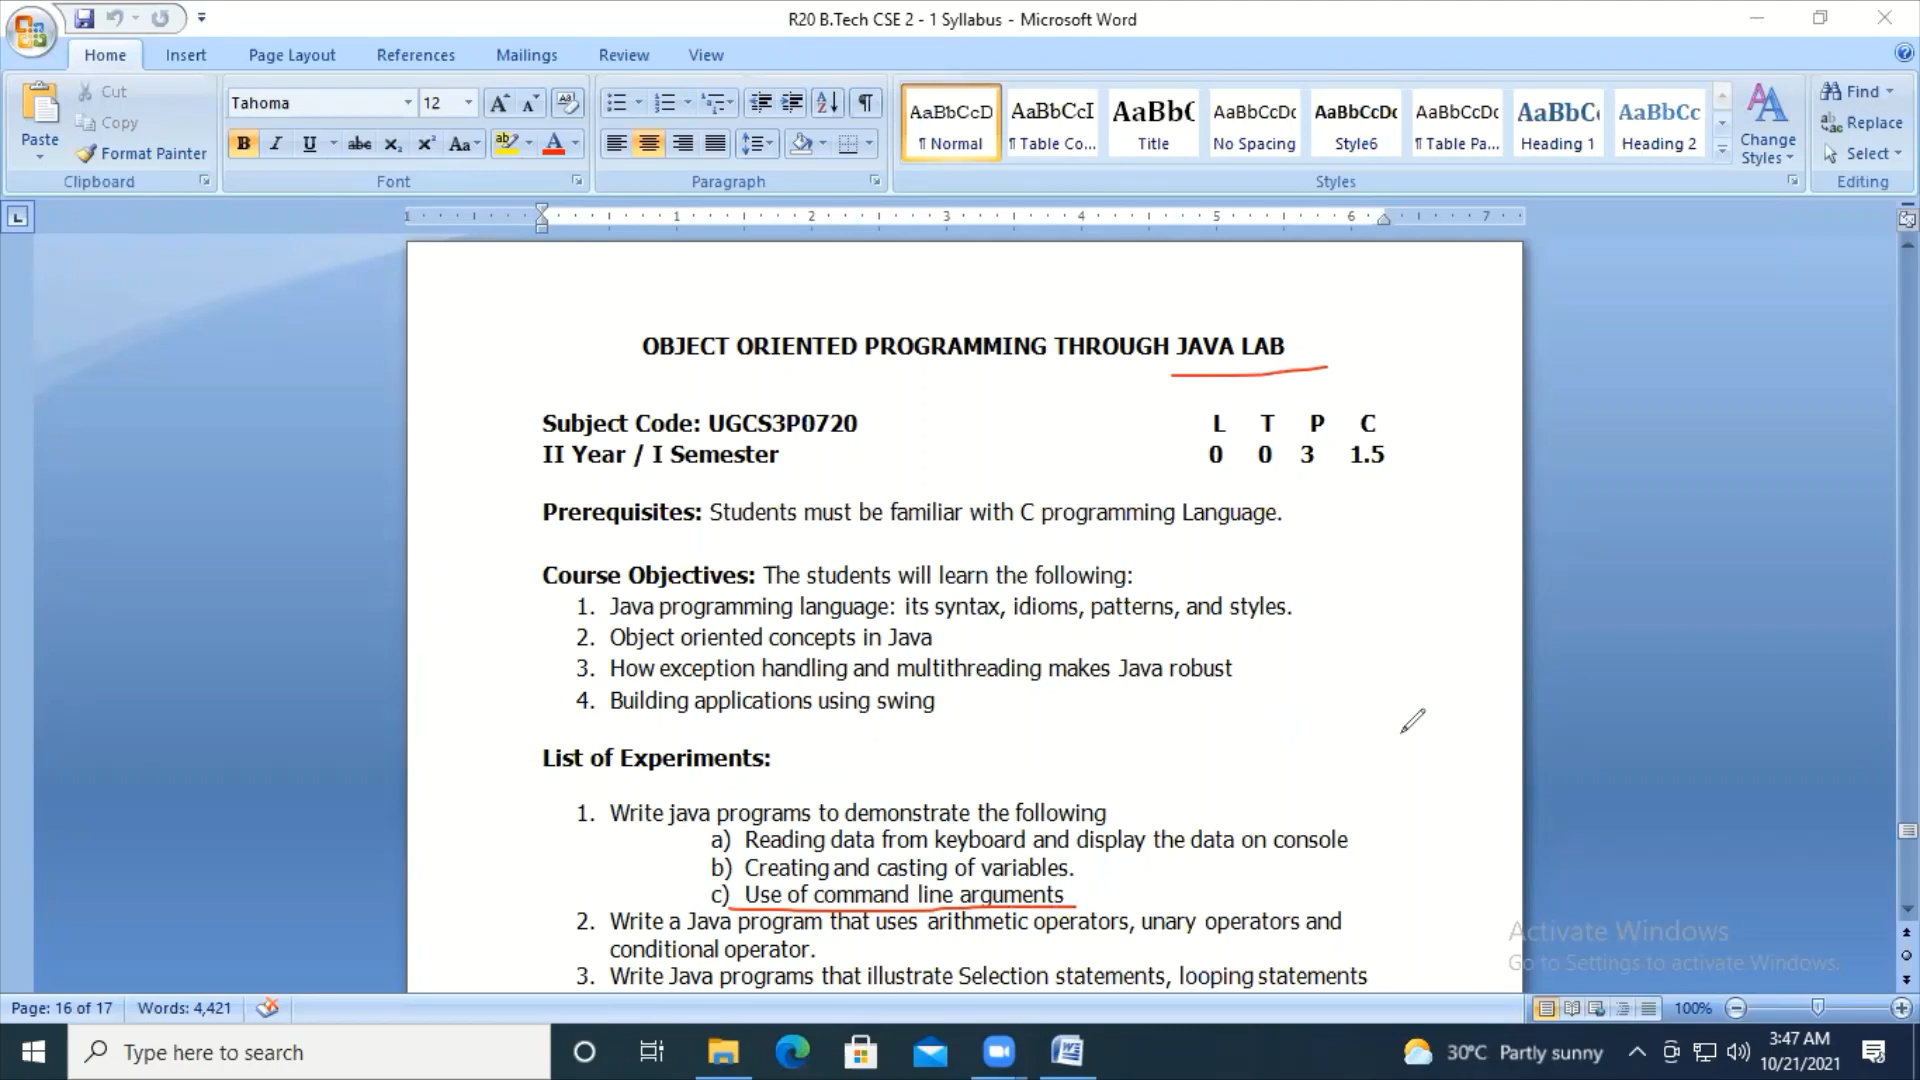 R20 B.Tech CSE 2 - 1 Syllabus - Microsoft Word
Home Insert Page Layout References Mailings Review View
Paste Cut Copy Format Painter Clipboard
Tahoma 12 Font
Paragraph
AaBbCcD AaBbCcI AaBb( AaBbCcDc AaBbCcDc AaBbCcDc AaBbC AaBbCc
¶ Normal ¶ Table Co... Title No Spacing Style6 ¶ Table Pa... Heading 1 Heading 2
Change Styles
Styles
Find Replace Select Editing
1 1 2 3 4 5 6 7
OBJECT ORIENTED PROGRAMMING THROUGH JAVA LAB
Subject Code: UGCS3P0720 L T P C
II Year / I Semester 0 0 3 1.5
Prerequisites: Students must be familiar with C programming Language.
Course Objectives: The students will learn the following:
1. Java programming language: its syntax, idioms, patterns, and styles.
2. Object oriented concepts in Java
3. How exception handling and multithreading makes Java robust
4. Building applications using swing
List of Experiments:
1. Write java programs to demonstrate the following
a) Reading data from keyboard and display the data on console
b) Creating and casting of variables.
c) Use of command line arguments
2. Write a Java program that uses arithmetic operators, unary operators and
conditional operator.
3. Write Java programs that illustrate Selection statements, looping statements
Activate Windows
Go to Settings to activate Windows.
Page: 16 of 17 Words: 4,421 100%
Type here to search 30°C Partly sunny 3:47 AM
10/21/2021